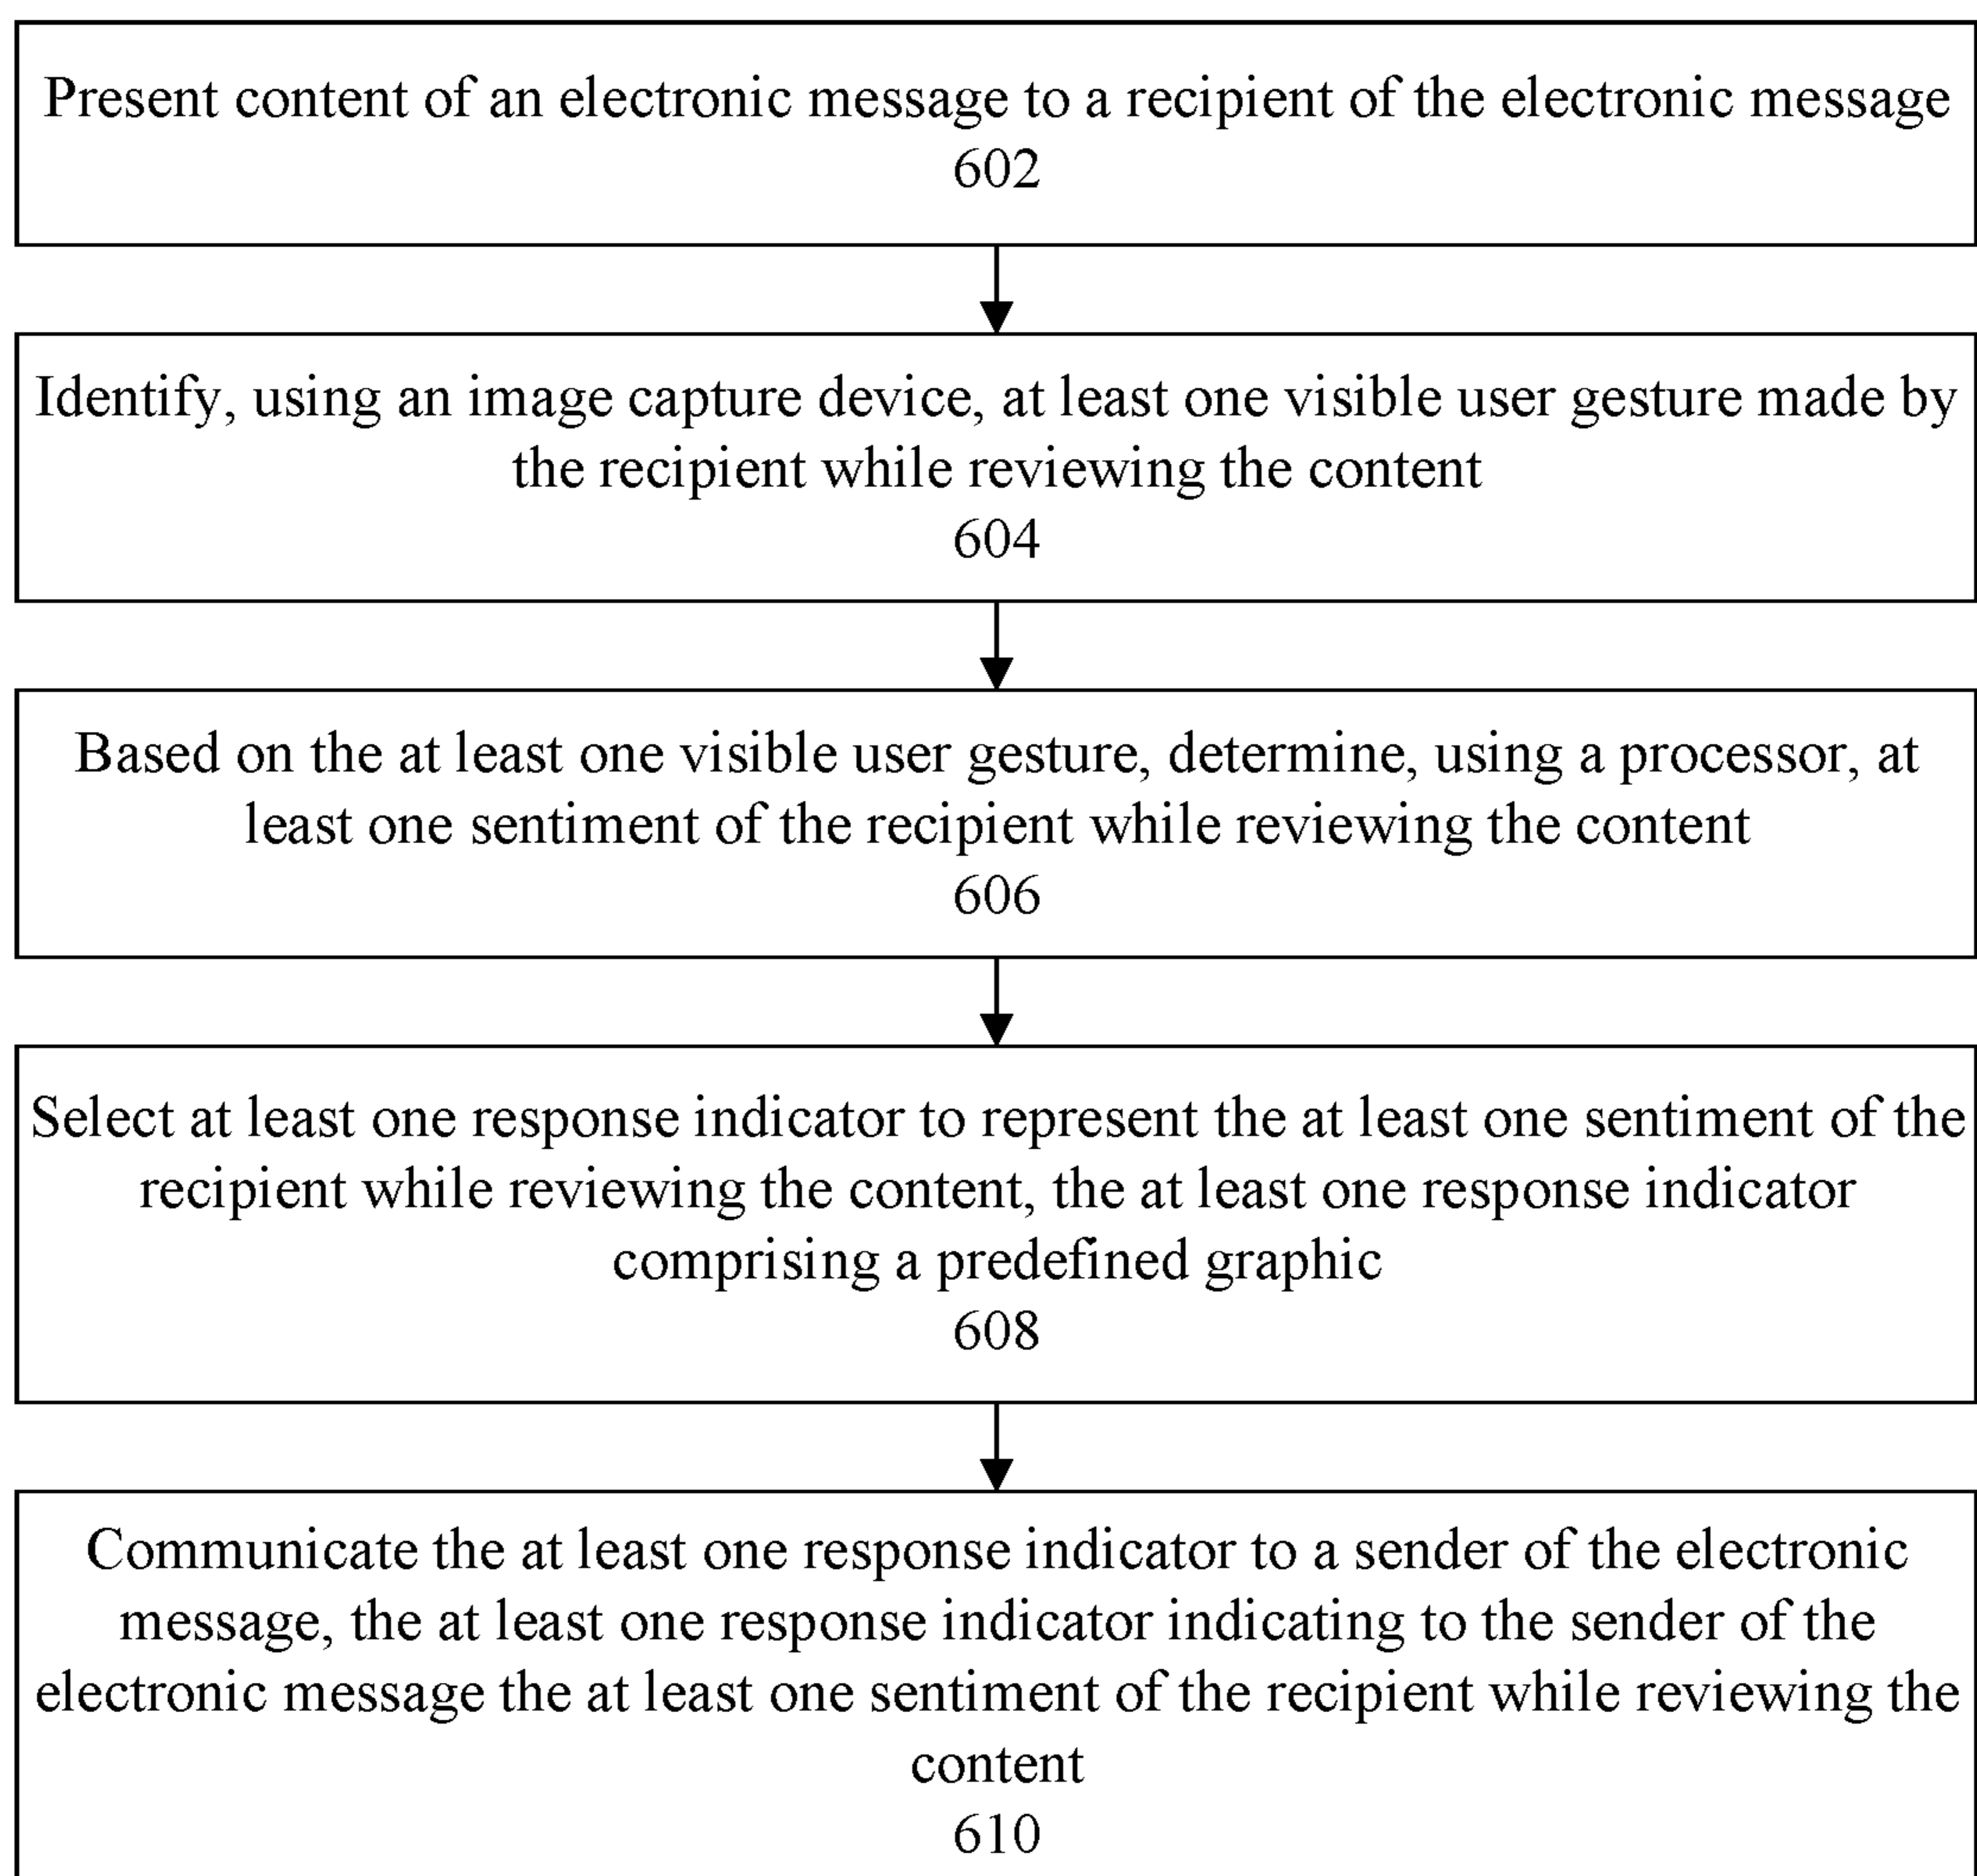 Present content of an electronic message to a recipient of the electronic message
602
Identify, using an image capture device, at least one visible user gesture made by
the recipient while reviewing the content
604
Based on the at least one visible user gesture, determine, using a processor, at
least one sentiment of the recipient while reviewing the content
606
Select at least one response indicator to represent the at least one sentiment of the
recipient while reviewing the content, the at least one response indicator
comprising a predefined graphic
608
Communicate the at least one response indicator to a sender of the electronic
message, the at least one response indicator indicating to the sender of the
electronic message the at least one sentiment of the recipient while reviewing the
content
610